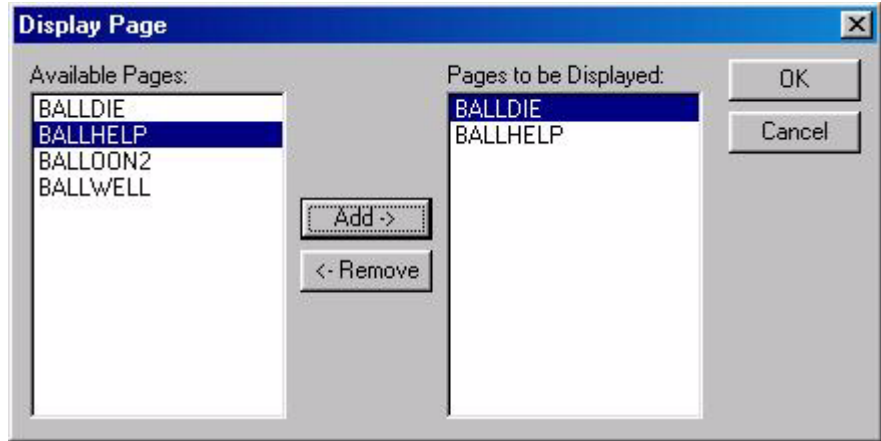 Display Page
Available Pages:
BALLDIE
BALLHELP
BALLOON2
BALLWELL
Add ->
<- Remove
Pages to be Displayed:
BALLDIE
BALLHELP
OK
Cancel